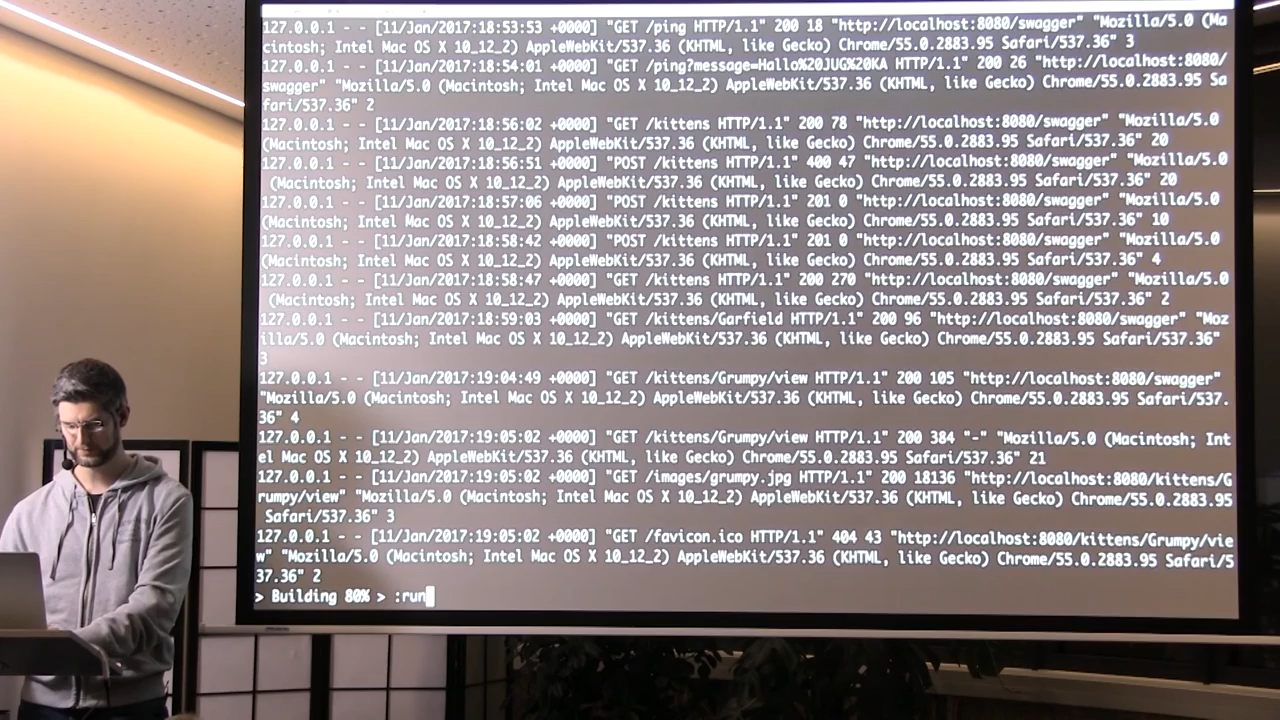 127.0.0.1 - - [11/Jan/2017:18:53:53 +0000] "GET /ping HTTP/1.1" 200 18 "http://localhost:8080/swagger" "Mozilla/5.0 (Ma
cintosh; Intel Mac OS X 10_12_2) AppleWebKit/537.36 (KHTML, like Gecko) Chrome/55.0.2883.95 Safari/537.36" 3
127.0.0.1 - - [11/Jan/2017:18:54:01 +0000] "GET /ping?message=Hallo%20JUG%20KA HTTP/1.1" 200 26 "http://localhost:8080/
swagger" "Mozilla/5.0 (Macintosh; Intel Mac OS X 10_12_2) AppleWebKit/537.36 (KHTML, like Gecko) Chrome/55.0.2883.95 Sa
fari/537.36" 2
127.0.0.1 - - [11/Jan/2017:18:56:02 +0000] "GET /kittens HTTP/1.1" 200 78 "http://localhost:8080/swagger" "Mozilla/5.0
(Macintosh; Intel Mac OS X 10_12_2) AppleWebKit/537.36 (KHTML, like Gecko) Chrome/55.0.2883.95 Safari/537.36" 20
127.0.0.1 - - [11/Jan/2017:18:56:51 +0000] "POST /kittens HTTP/1.1" 400 47 "http://localhost:8080/swagger" "Mozilla/5.0
(Macintosh; Intel Mac OS X 10_12_2) AppleWebKit/537.36 (KHTML, like Gecko) Chrome/55.0.2883.95 Safari/537.36" 20
127.0.0.1 - - [11/Jan/2017:18:57:06 +0000] "POST /kittens HTTP/1.1" 201 0 "http://localhost:8080/swagger" "Mozilla/5.0
(Macintosh; Intel Mac OS X 10_12_2) AppleWebKit/537.36 (KHTML, like Gecko) Chrome/55.0.2883.95 Safari/537.36" 10
127.0.0.1 - - [11/Jan/2017:18:58:42 +0000] "POST /kittens HTTP/1.1" 201 0 "http://localhost:8080/swagger" "Mozilla/5.0
(Macintosh; Intel Mac OS X 10_12_2) AppleWebKit/537.36 (KHTML, like Gecko) Chrome/55.0.2883.95 Safari/537.36" 4
127.0.0.1 - - [11/Jan/2017:18:58:47 +0000] "GET /kittens HTTP/1.1" 200 270 "http://localhost:8080/swagger" "Mozilla/5.0
(Macintosh; Intel Mac OS X 10_12_2) AppleWebKit/537.36 (KHTML, like Gecko) Chrome/55.0.2883.95 Safari/537.36" 2
127.0.0.1 - - [11/Jan/2017:18:59:03 +0000] "GET /kittens/Garfield HTTP/1.1" 200 96 "http://localhost:8080/swagger" "Moz
illa/5.0 (Macintosh; Intel Mac OS X 10_12_2) AppleWebKit/537.36 (KHTML, like Gecko) Chrome/55.0.2883.95 Safari/537.36"
3
127.0.0.1 - - [11/Jan/2017:19:04:49 +0000] "GET /kittens/Grumpy/view HTTP/1.1" 200 105 "http://localhost:8080/swagger"
"Mozilla/5.0 (Macintosh; Intel Mac OS X 10_12_2) AppleWebKit/537.36 (KHTML, like Gecko) Chrome/55.0.2883.95 Safari/537.
36" 4
127.0.0.1 - - [11/Jan/2017:19:05:02 +0000] "GET /kittens/Grumpy/view HTTP/1.1" 200 384 "-" "Mozilla/5.0 (Macintosh; Int
el Mac OS X 10_12_2) AppleWebKit/537.36 (KHTML, like Gecko) Chrome/55.0.2883.95 Safari/537.36" 21
127.0.0.1 - - [11/Jan/2017:19:05:02 +0000] "GET /images/grumpy.jpg HTTP/1.1" 200 18136 "http://localhost:8080/kittens/G
rumpy/view" "Mozilla/5.0 (Macintosh; Intel Mac OS X 10_12_2) AppleWebKit/537.36 (KHTML, like Gecko) Chrome/55.0.2883.95
Safari/537.36" 3
127.0.0.1 - - [11/Jan/2017:19:05:02 +0000] "GET /favicon.ico HTTP/1.1" 404 43 "http://localhost:8080/kittens/Grumpy/vie
w" "Mozilla/5.0 (Macintosh; Intel Mac OS X 10_12_2) AppleWebKit/537.36 (KHTML, like Gecko) Chrome/55.0.2883.95 Safari/5
37.36" 2
> Building 80% > :run